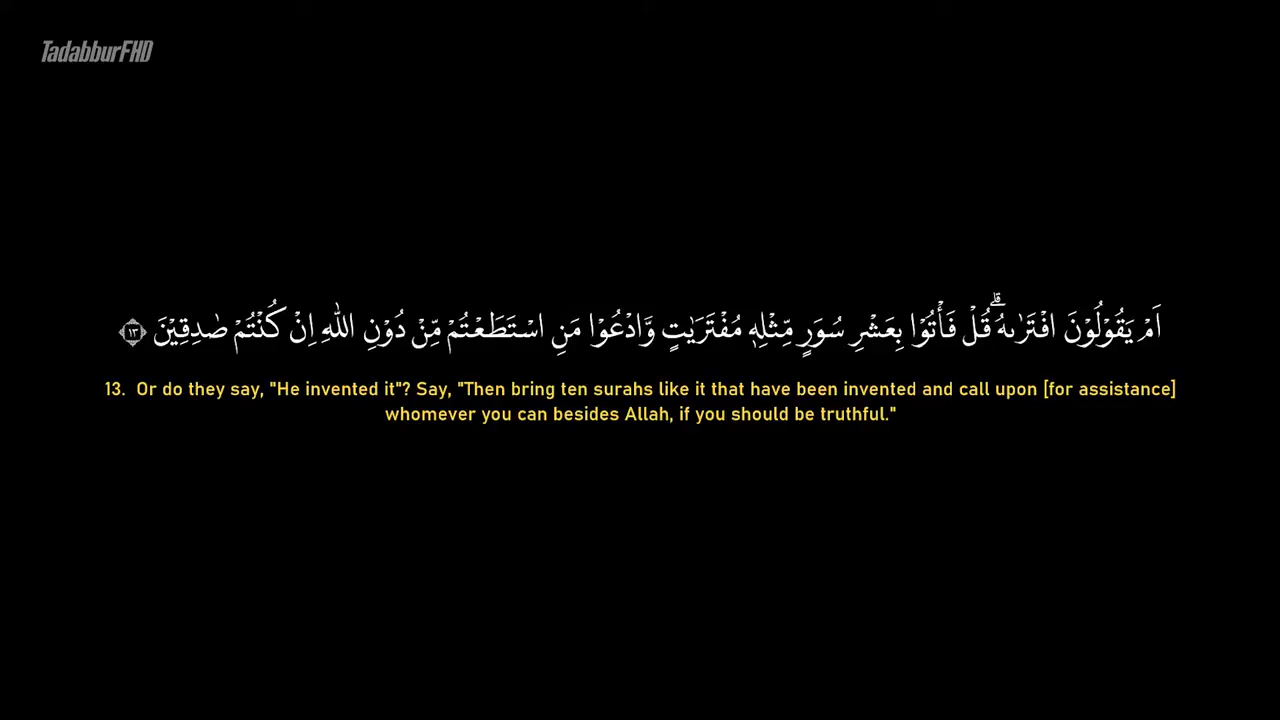 TadabburFHD
اَمْ يَقُوْلُوْنَ افْتَرٰىهُ ۗ قُلْ فَأْتُوْا بِعَشْرِ سُوَرٍ مِّثْلِهٖ مُفْتَرَيٰتٍ وَّادْعُوْا مَنِ اسْتَطَعْتُمْ مِّنْ دُوْنِ اللّٰهِ اِنْ كُنْتُمْ صٰدِقِيْنَ ١٣
13. Or do they say, "He invented it"? Say, "Then bring ten surahs like it that have been invented and call upon [for assistance]
whomever you can besides Allah, if you should be truthful."